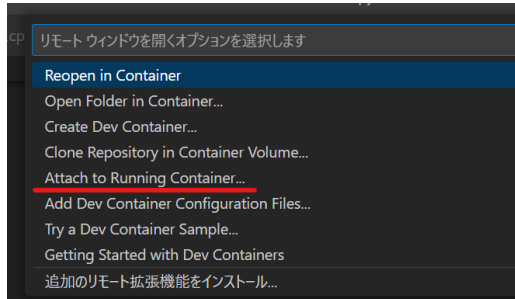 .cp
リモート ウィンドウを開くオプションを選択します
Reopen in Container
Open Folder in Container...
Create Dev Container...
Clone Repository in Container Volume...
Attach to Running Container...
Add Dev Container Configuration Files...
Try a Dev Container Sample...
Getting Started with Dev Containers
追加のリモート拡張機能をインストール...